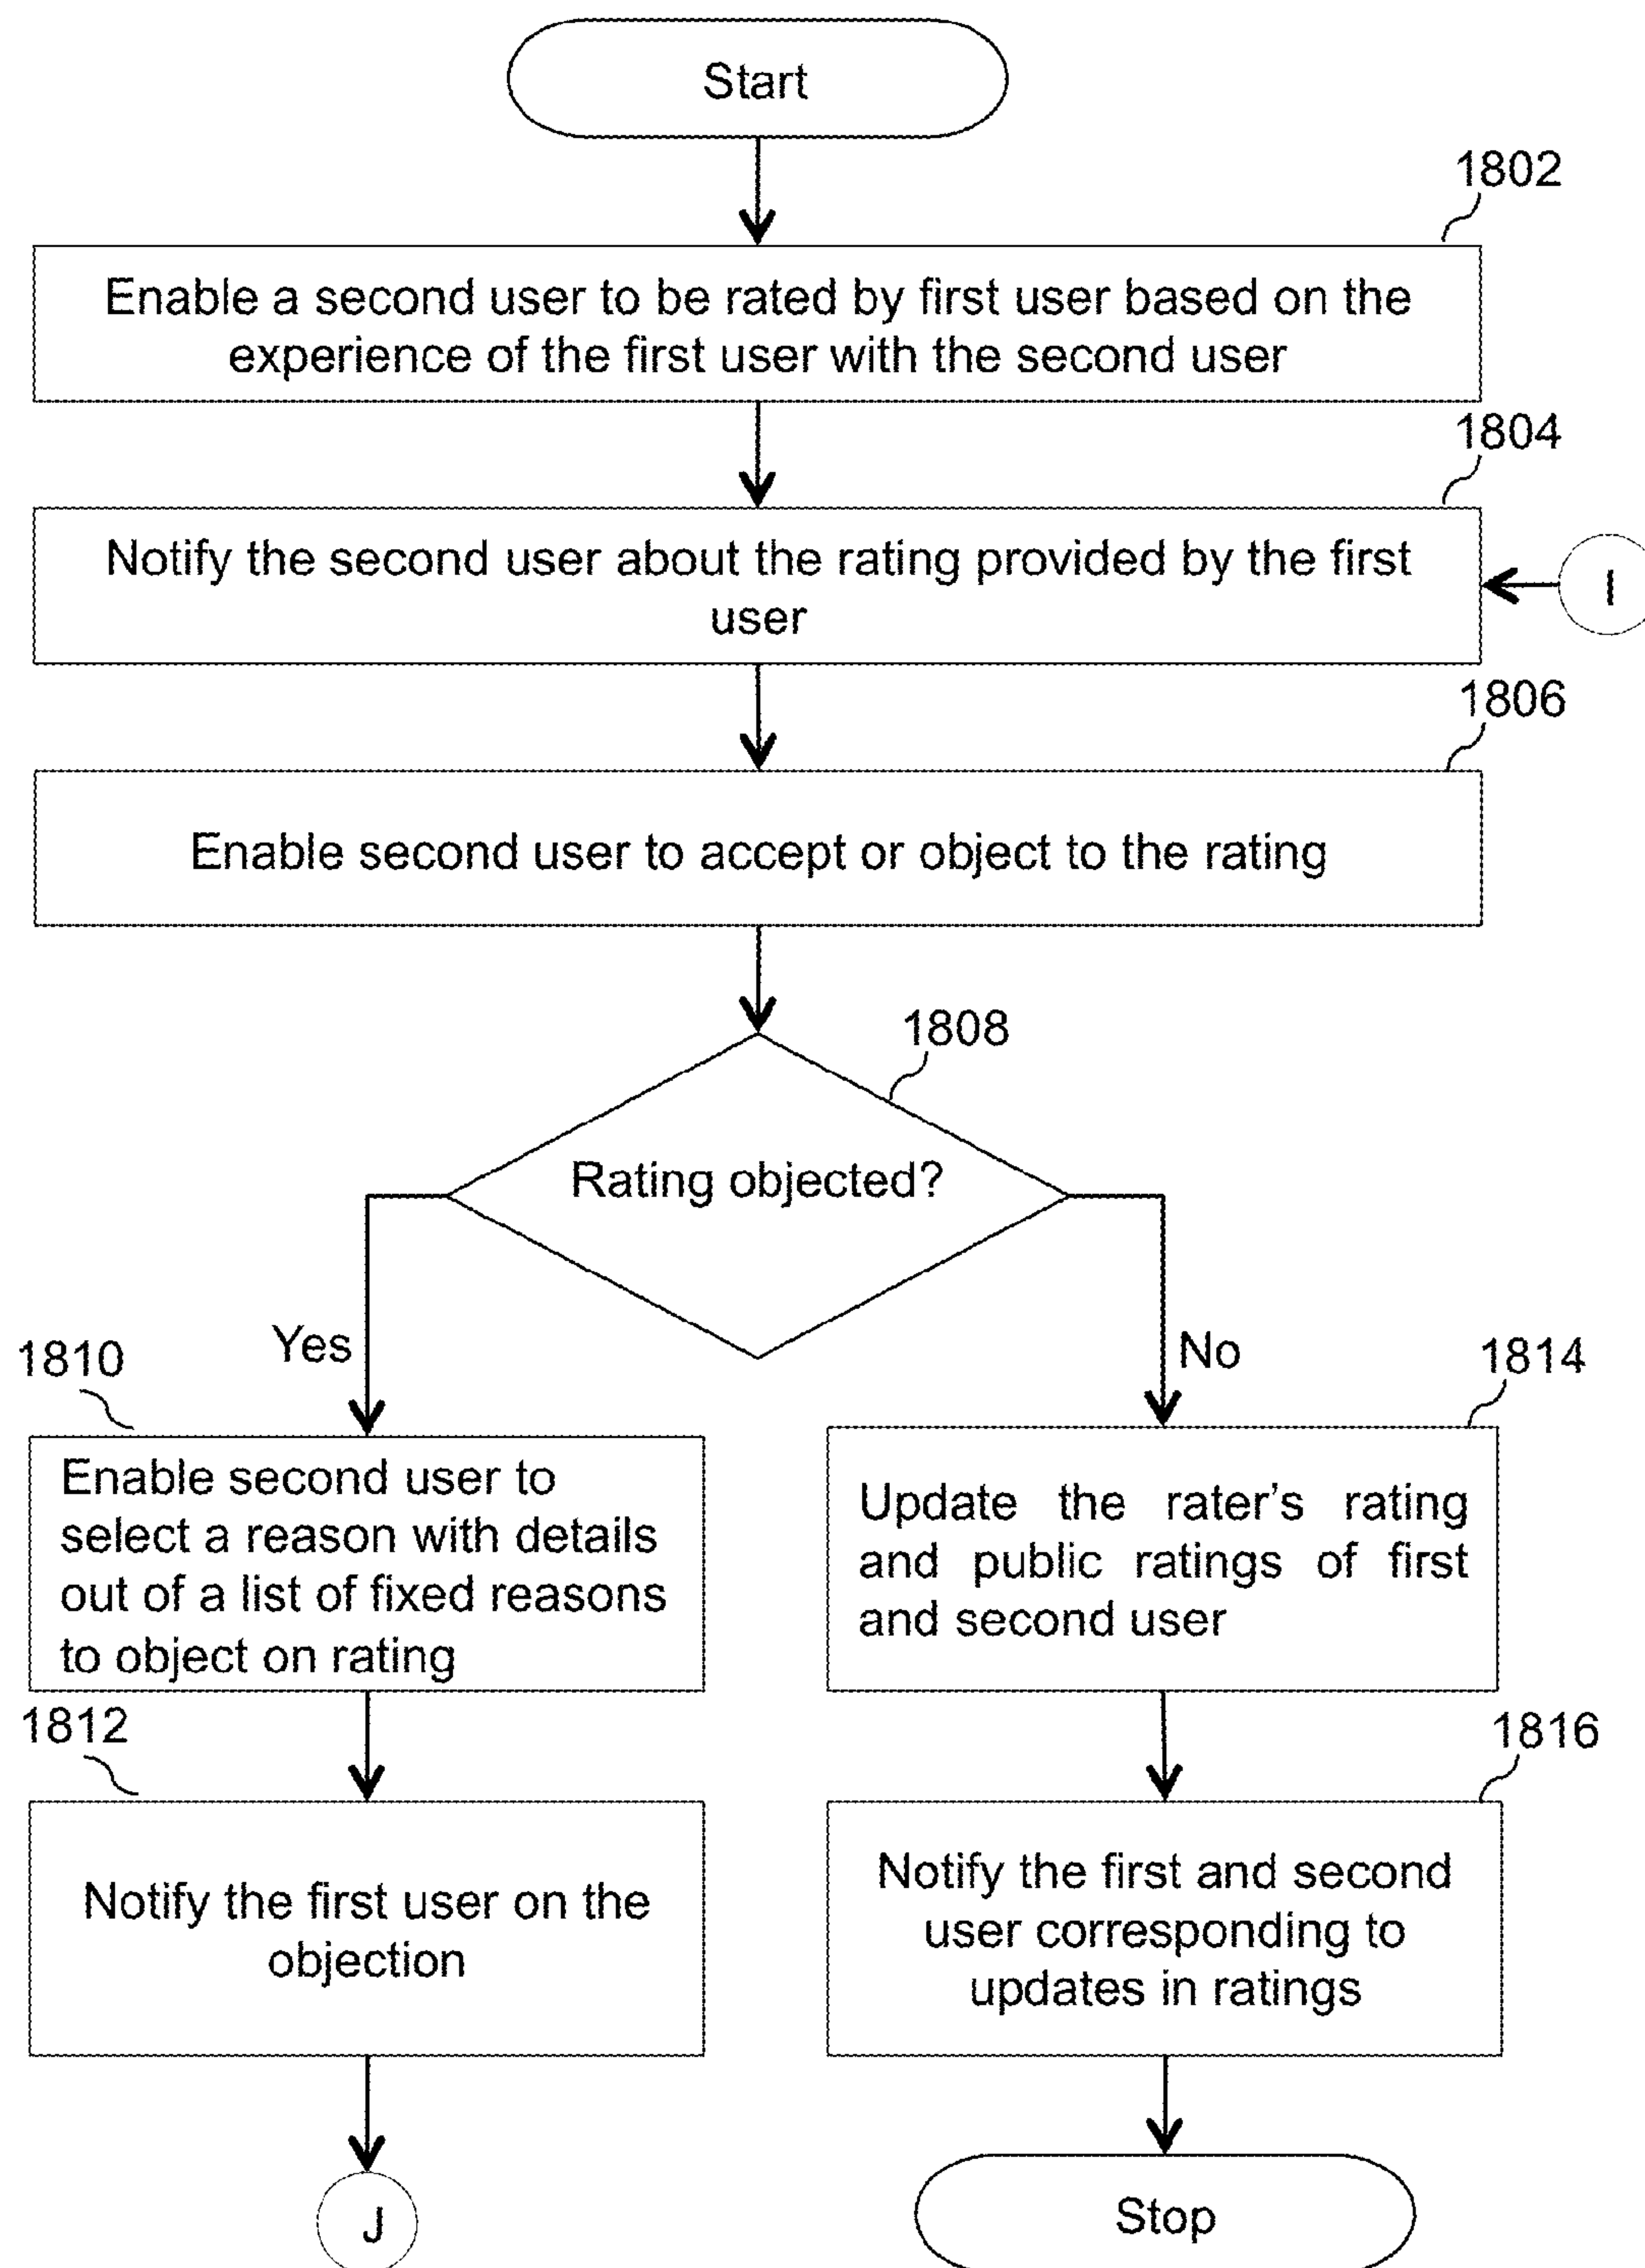 Start
1802
Enable a second user to be rated by first user based on the
experience of the first user with the second user
1804
Notify the second user about the rating provided by the first
user
I
1806
Enable second user to accept or object to the rating
1808
Rating objected?
Yes
No
1810
Enable second user to
select a reason with details
out of a list of fixed reasons
to object on rating
1814
Update the rater’s rating
and public ratings of first
and second user
1812
Notify the first user on the
objection
1816
Notify the first and second
user corresponding to
updates in ratings
J
Stop